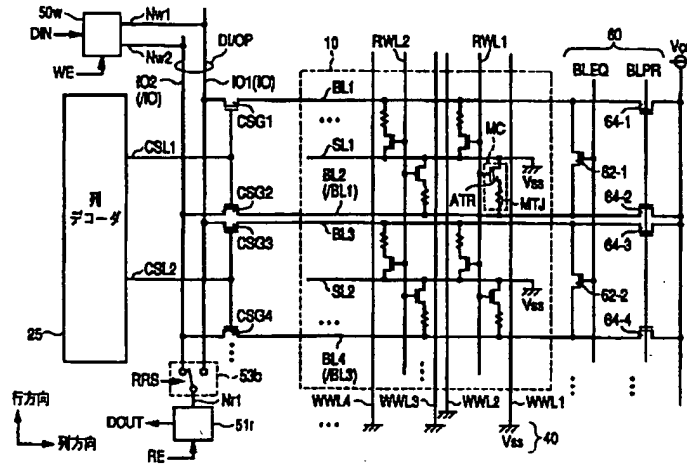 50w
Nw1
DIN
Nw2
DI/OP
WE
IO2
(/IO)
IO1(IO)
10
RWL2
RWL1
60
BLEQ
BLPR
CSG1
BL1
64-1
CSL1
SL1
MC
Vss
62-1
BL2
(/BL1)
CSG2
ATR
MTJ
64-2
列
デコーダ
CSG3
BL3
64-3
CSL2
SL2
Vss
62-2
CSG4
64-4
25
BL4
(/BL3)
RRS
53b
Nr1
行方向
列方向
DOUT
51r
RE
WWL4
WWL3
WWL2
WWL1
Vss
40